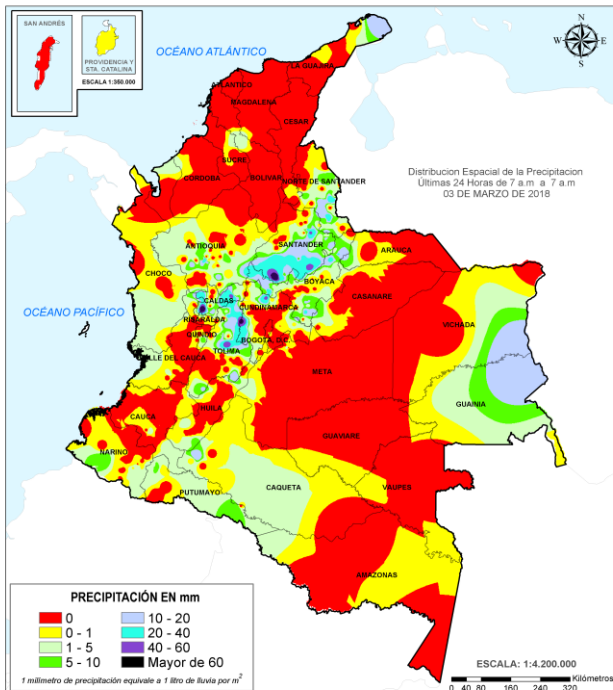 SAN ANDRÉS
PROVIDENCIA Y
STA. CATALINA
ESCALA 1:350.000
OCÉANO ATLÁNTICO
N
W
E
S
LA GUAJIRA
ATLÁNTICO
MAGDALENA
CESAR
SUCRE
CÓRDOBA
BOLIVAR
NORTE DE SANTANDER
Distribucion Espacial de la Precipitacion
Últimas 24 Horas de 7 a.m a 7 a.m
03 DE MARZO DE 2018
ANTIOQUIA
SANTANDER
ARAUCA
CHOCO
BOYACA
CASANARE
OCÉANO PACÍFICO
CALDAS
CUNDINAMARCA
RISARALDA
VICHADA
QUINDIO
BOGOTA, D.C.
TOLIMA
VALLE DEL CAUCA
META
GUAINIA
CAUCA
HUILA
GUAVIARE
NARIÑO
PUTUMAYO
CAQUETA
VAUPES
AMAZONAS
PRECIPITACIÓN EN mm
0
10 - 20
0 - 1
20 - 40
1 - 5
40 - 60
5 - 10
Mayor de 60
1 milimetro de precipitación equivale a 1 litro de lluvia por m2
ESCALA: 1:4.200.000
Kilómetros
0 40 80 160 240 320